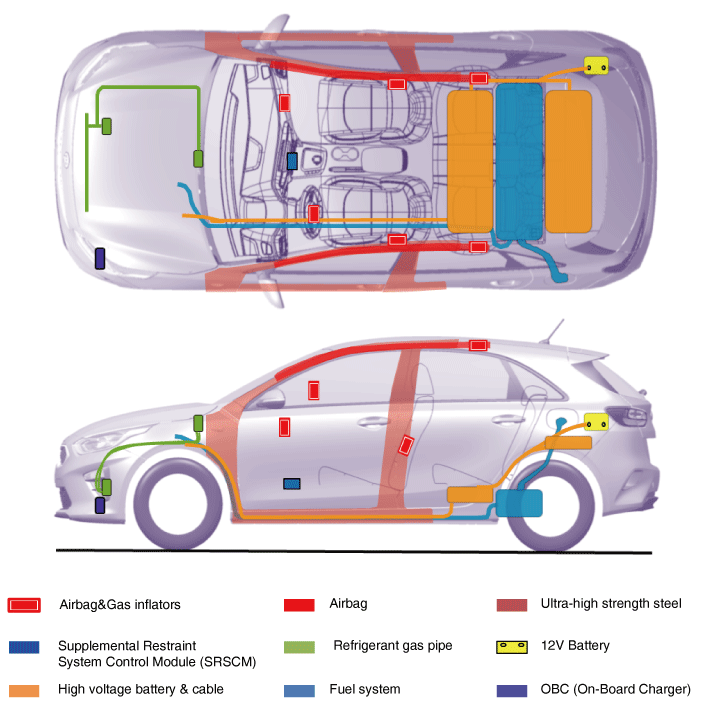 Airbag&Gas inflators
Airbag
Ultra-high strength steel
Supplemental Restraint
System Control Module (SRSCM)
Refrigerant gas pipe
12V Battery
High voltage battery & cable
Fuel system
OBC (On-Board Charger)